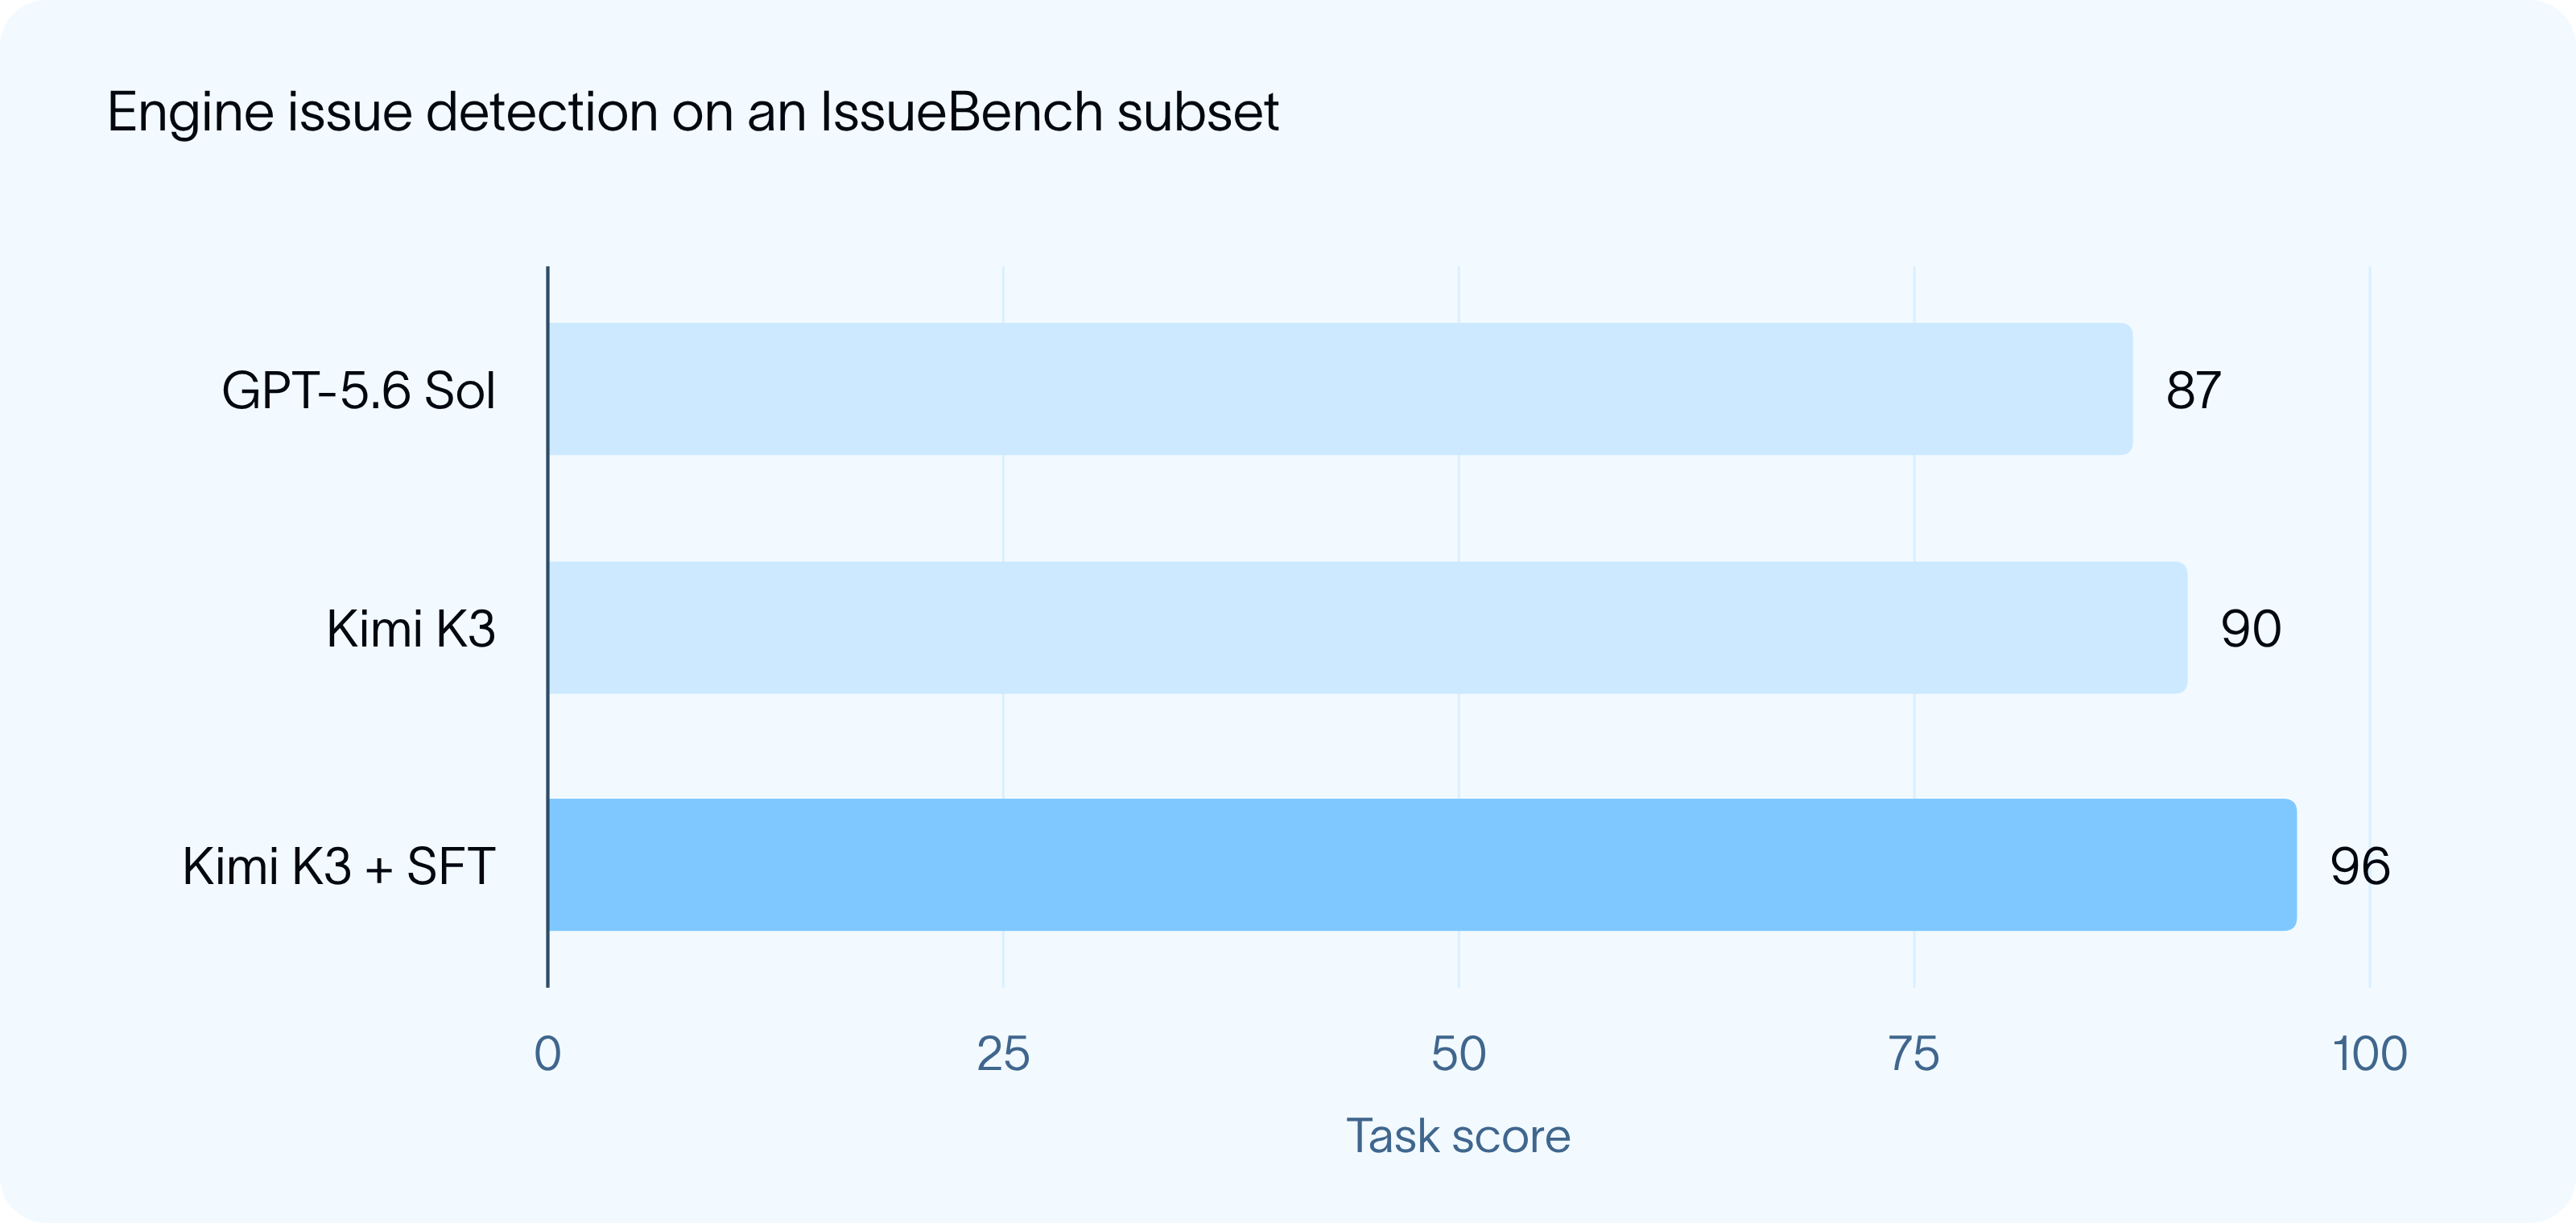 Engine issue detection on an IssueBench subset
GPT-5.6 Sol
87
Kimi K3
90
Kimi K3 + SFT
96
0 25 50 75 100
Task score